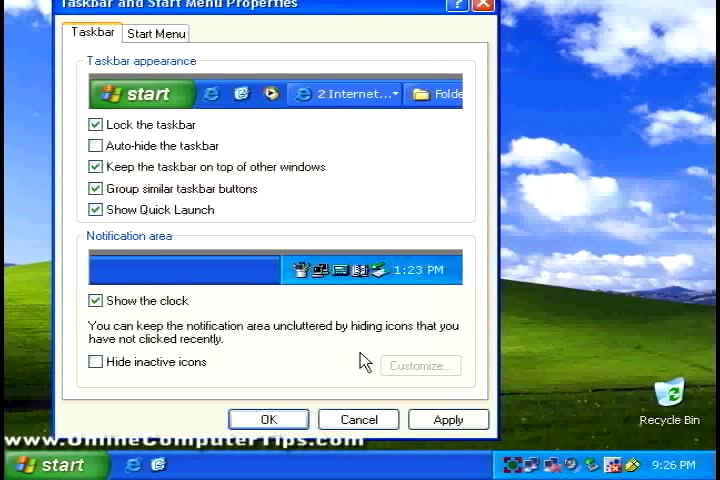 Taskbar and Start Menu Properties
Taskbar
Start Menu
Taskbar appearance
start
2 Internet...
Folde
Lock the taskbar
Auto-hide the taskbar
Keep the taskbar on top of other windows
Group similar taskbar buttons
Show Quick Launch
Notification area
1:23 PM
Show the clock
You can keep the notification area uncluttered by hiding icons that you
have not clicked recently.
Hide inactive icons
Customize...
OK
Cancel
Apply
Recycle Bin
www.OnlineComputerTips.com
start
9:26 PM